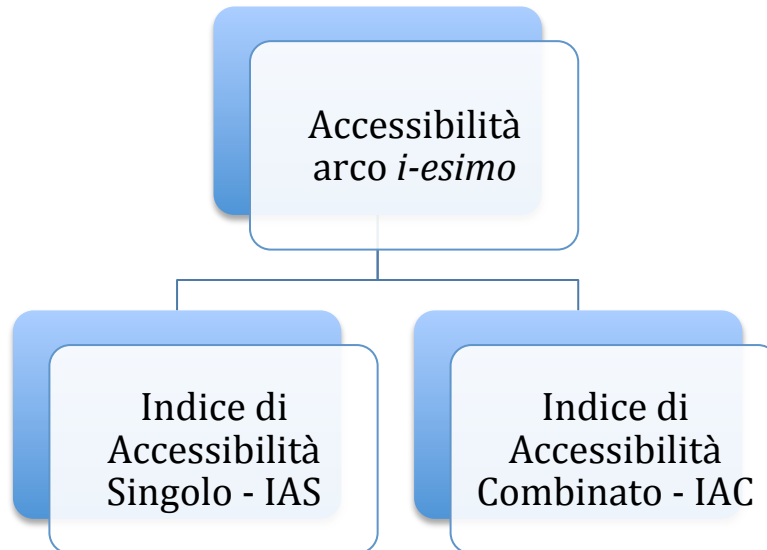 Accessibilità
arco i-esimo
Indice di
Accessibilità
Singolo - IAS
Indice di
Accessibilità
Combinato - IAC